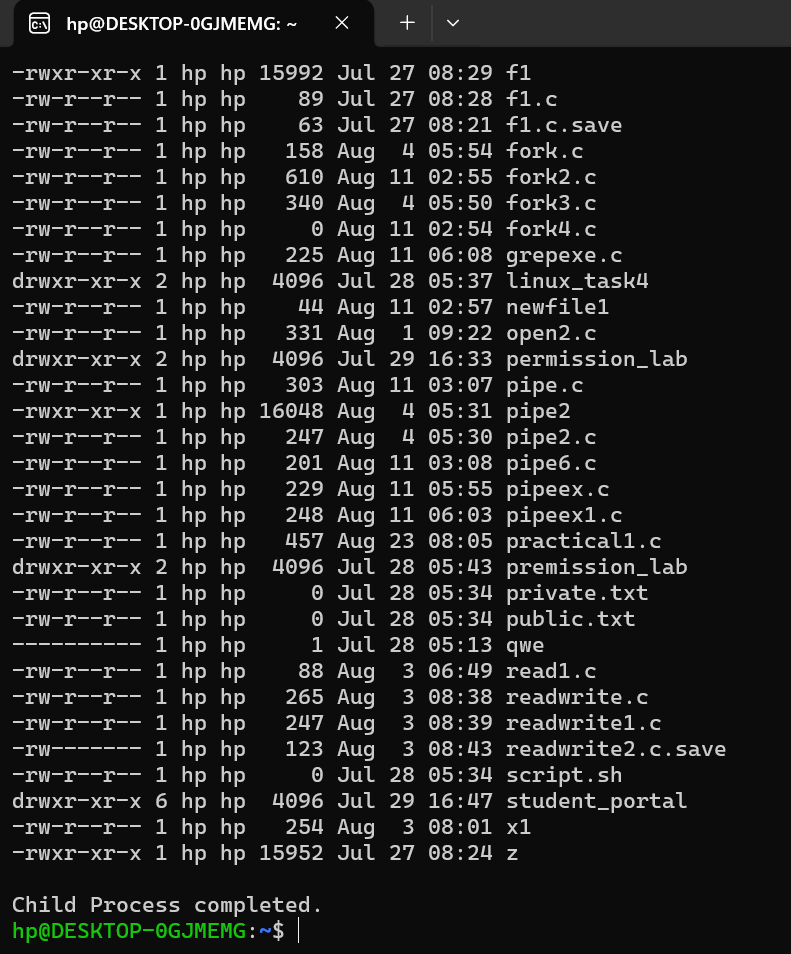 hp@DESKTOP-0GJMEMG: ~
-rwxr-xr-x 1 hp hp 15992 Jul 27 08:29 f1
-rw-r--r-- 1 hp hp    89 Jul 27 08:28 f1.c
-rw-r--r-- 1 hp hp    63 Jul 27 08:21 f1.c.save
-rw-r--r-- 1 hp hp   158 Aug  4 05:54 fork.c
-rw-r--r-- 1 hp hp   610 Aug 11 02:55 fork2.c
-rw-r--r-- 1 hp hp   340 Aug  4 05:50 fork3.c
-rw-r--r-- 1 hp hp     0 Aug 11 02:54 fork4.c
-rw-r--r-- 1 hp hp   225 Aug 11 06:08 grepexe.c
drwxr-xr-x 2 hp hp  4096 Jul 28 05:37 linux_task4
-rw-r--r-- 1 hp hp    44 Aug 11 02:57 newfile1
-rw-r--r-- 1 hp hp   331 Aug  1 09:22 open2.c
drwxr-xr-x 2 hp hp  4096 Jul 29 16:33 permission_lab
-rw-r--r-- 1 hp hp   303 Aug 11 03:07 pipe.c
-rwxr-xr-x 1 hp hp 16048 Aug  4 05:31 pipe2
-rw-r--r-- 1 hp hp   247 Aug  4 05:30 pipe2.c
-rw-r--r-- 1 hp hp   201 Aug 11 03:08 pipe6.c
-rw-r--r-- 1 hp hp   229 Aug 11 05:55 pipeex.c
-rw-r--r-- 1 hp hp   248 Aug 11 06:03 pipeex1.c
-rw-r--r-- 1 hp hp   457 Aug 23 08:05 practical1.c
drwxr-xr-x 2 hp hp  4096 Jul 28 05:43 premission_lab
-rw-r--r-- 1 hp hp     0 Jul 28 05:34 private.txt
-rw-r--r-- 1 hp hp     0 Jul 28 05:34 public.txt
---------- 1 hp hp     1 Jul 28 05:13 qwe
-rw-r--r-- 1 hp hp    88 Aug  3 06:49 read1.c
-rw-r--r-- 1 hp hp   265 Aug  3 08:38 readwrite.c
-rw-r--r-- 1 hp hp   247 Aug  3 08:39 readwrite1.c
-rw------- 1 hp hp   123 Aug  3 08:43 readwrite2.c.save
-rw-r--r-- 1 hp hp     0 Jul 28 05:34 script.sh
drwxr-xr-x 6 hp hp  4096 Jul 29 16:47 student_portal
-rw-r--r-- 1 hp hp   254 Aug  3 08:01 x1
-rwxr-xr-x 1 hp hp 15952 Jul 27 08:24 z
Child Process completed.
hp@DESKTOP-0GJMEMG:~$